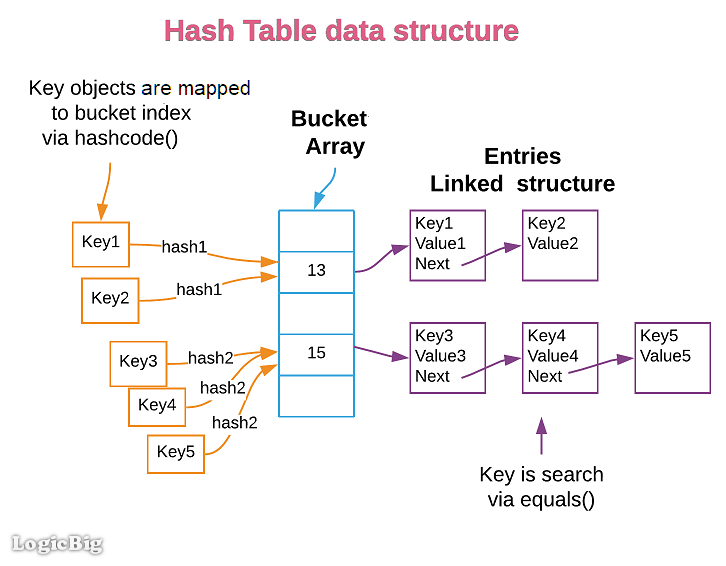 Hash Table data structure
Key objects are mapped
to bucket index
via hashcode()
Bucket
Array
Entries
Linked structure
Key1
hash1
Key2
hash1
Key3
hash2
Key4
hash2
Key5
hash2
13
15
Key1
Value1
Next
Key2
Value2
Key3
Value3
Next
Key4
Value4
Next
Key5
Value5
Key is search
via equals()
LogicBig